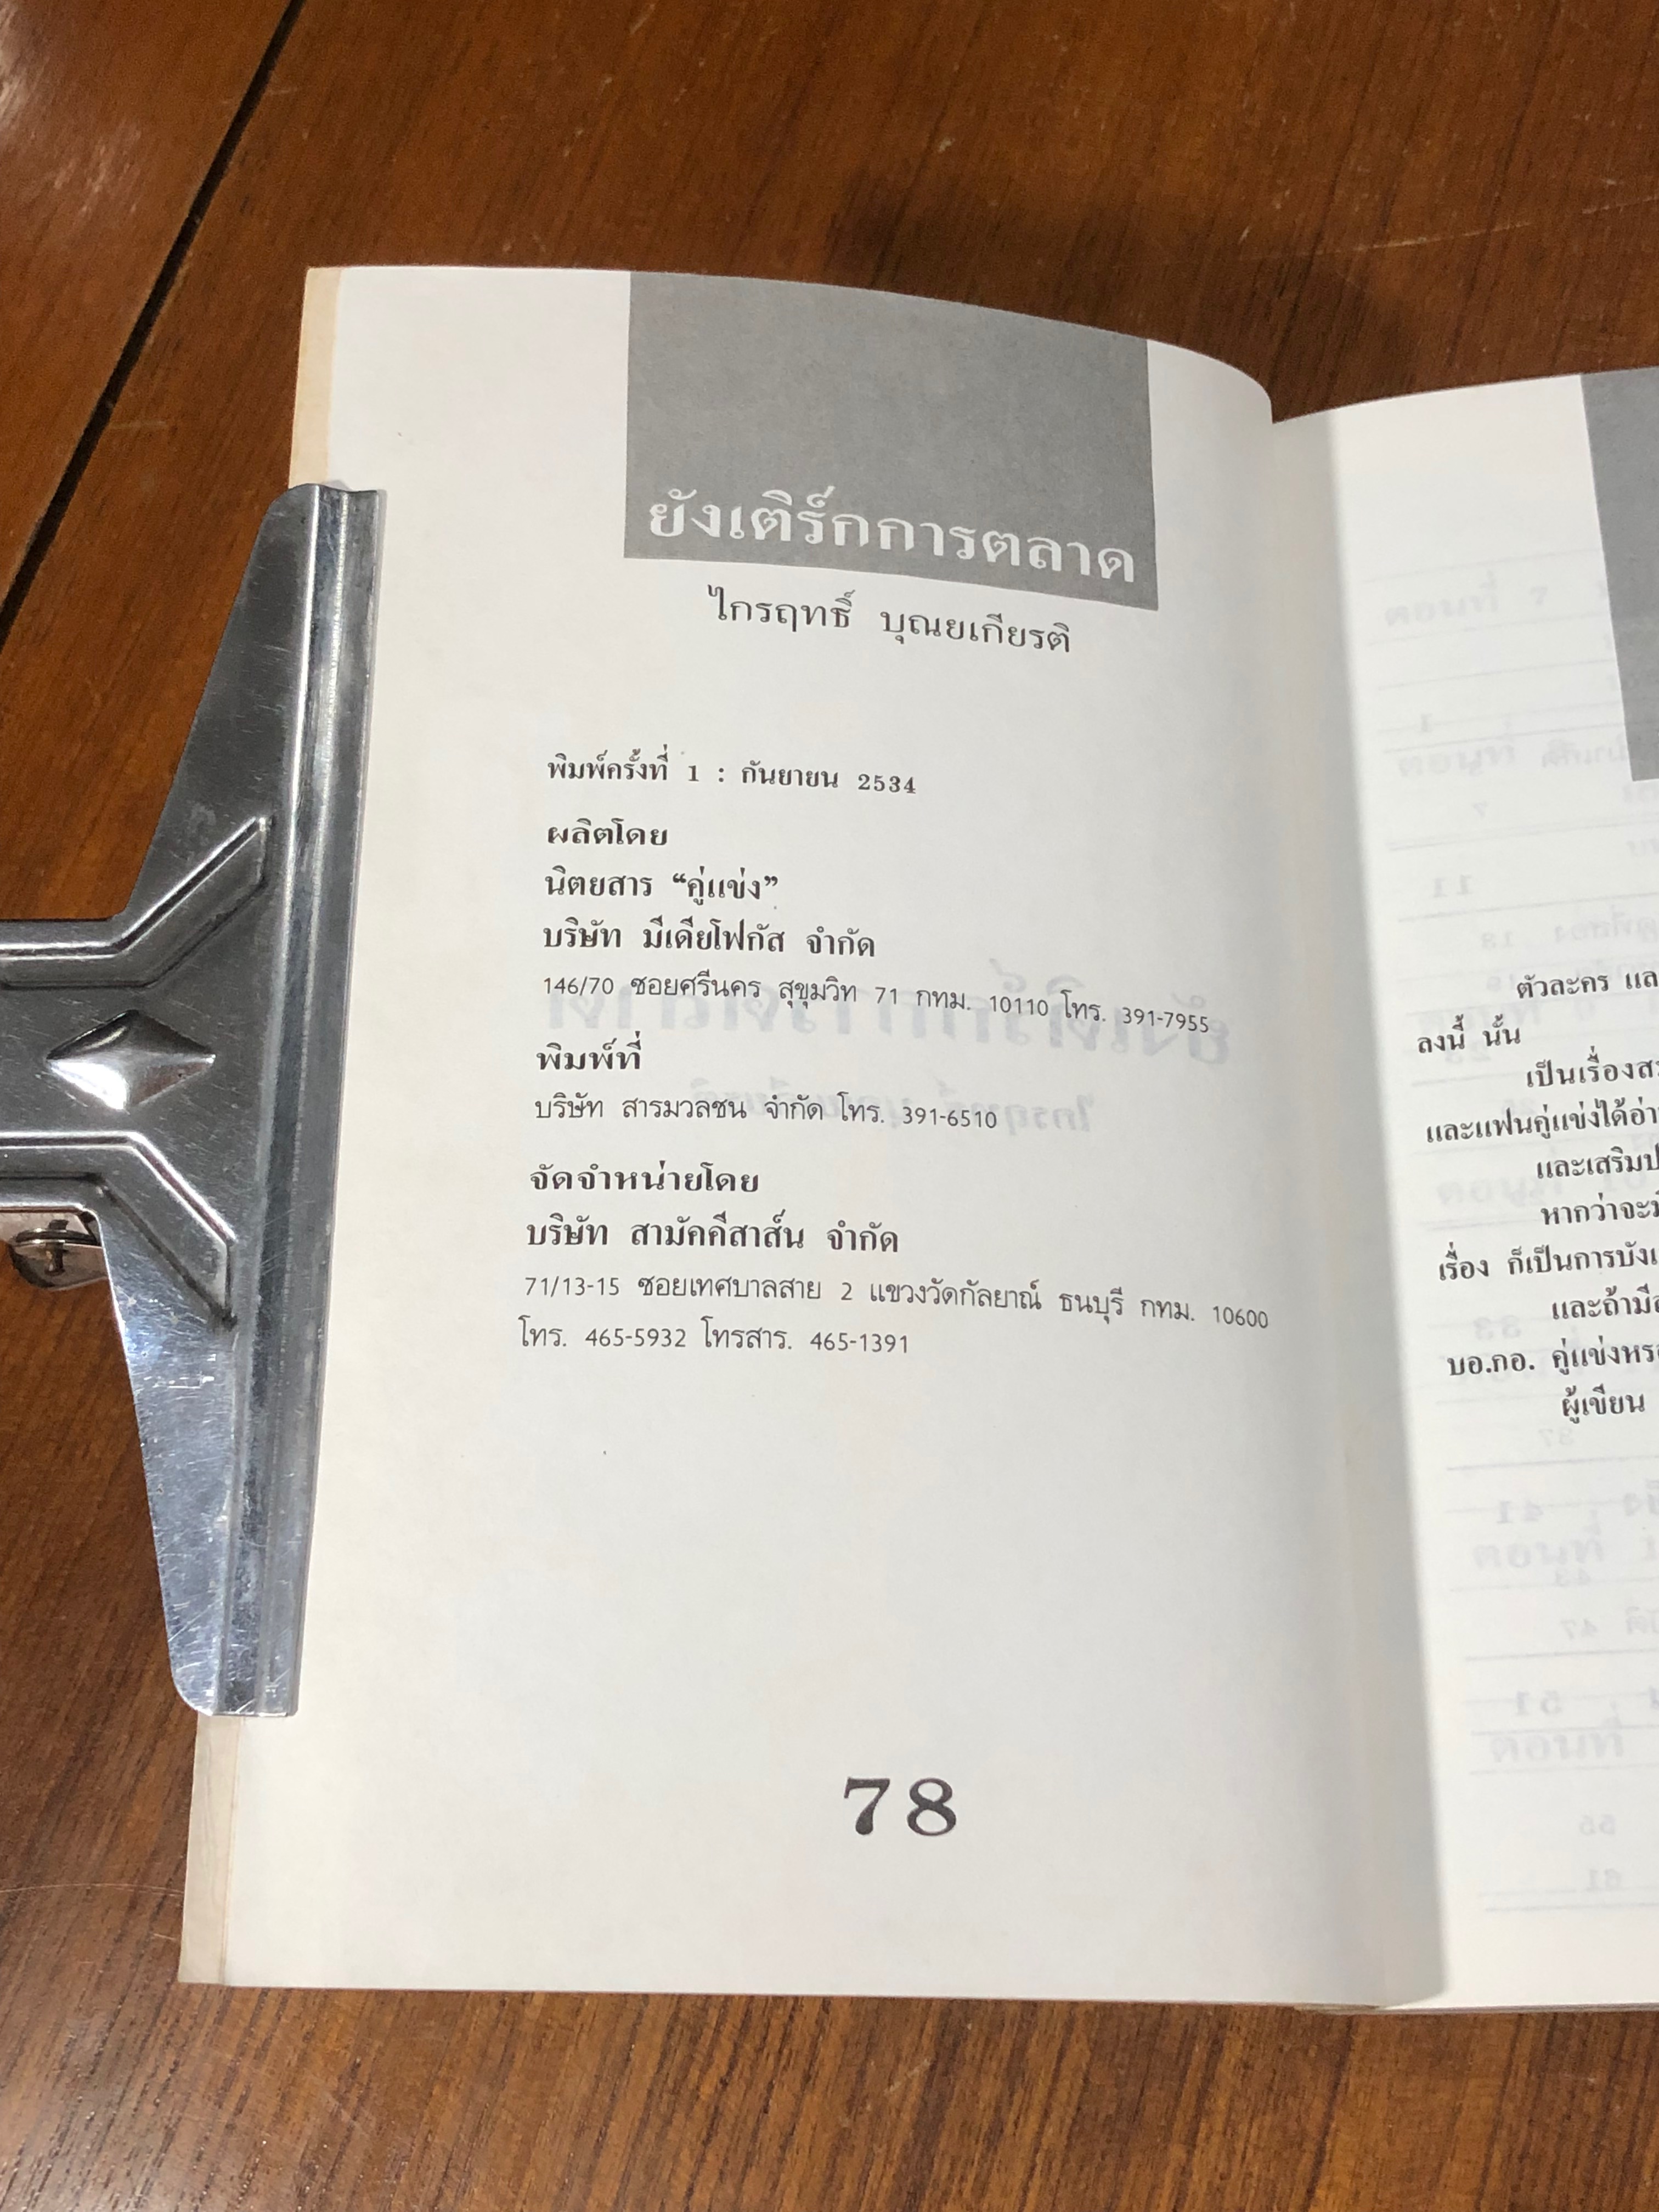 ยังเติร์กการตลาด
ไกรฤทธิ์ บุณยเกียรติ
พิมพ์ครั้งที่ 1 : กันยายน 2534
ผลิตโดย
นิตยสาร “คู่แข่ง”
บริษัท มีเดียโฟกัส จำกัด
146/70 ซอยศรีนคร สุขุมวิท 71 กทม. 10110 โทร. 391-7955
พิมพ์ที่
บริษัท สารมวลชน จำกัด โทร. 391-6510
จัดจำหน่ายโดย
บริษัท สามัคคีสาส์น จำกัด
71/13-15 ซอยเทศบาลสาย 2 แขวงวัดกัลยาณ์ ธนบุรี กทม. 10600
โทร. 465-5932 โทรสาร. 465-1391
78
ตัวละคร
ลงนี้ นั้น
เป็นเรื่อง
และแฟนคู่แข่งได้
และเสริม
หากว่าจะ
เรื่อง ก็เป็นการ
และถ้ามี
บอ.กอ. คู่แข่ง
ผู้เขียน